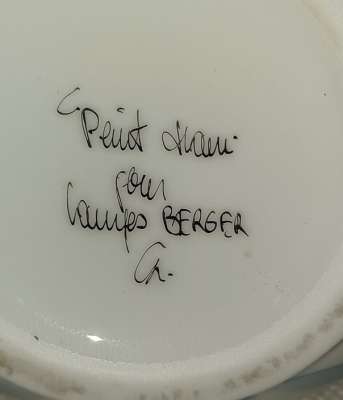 Peint Main
pour
Lampes BERGER